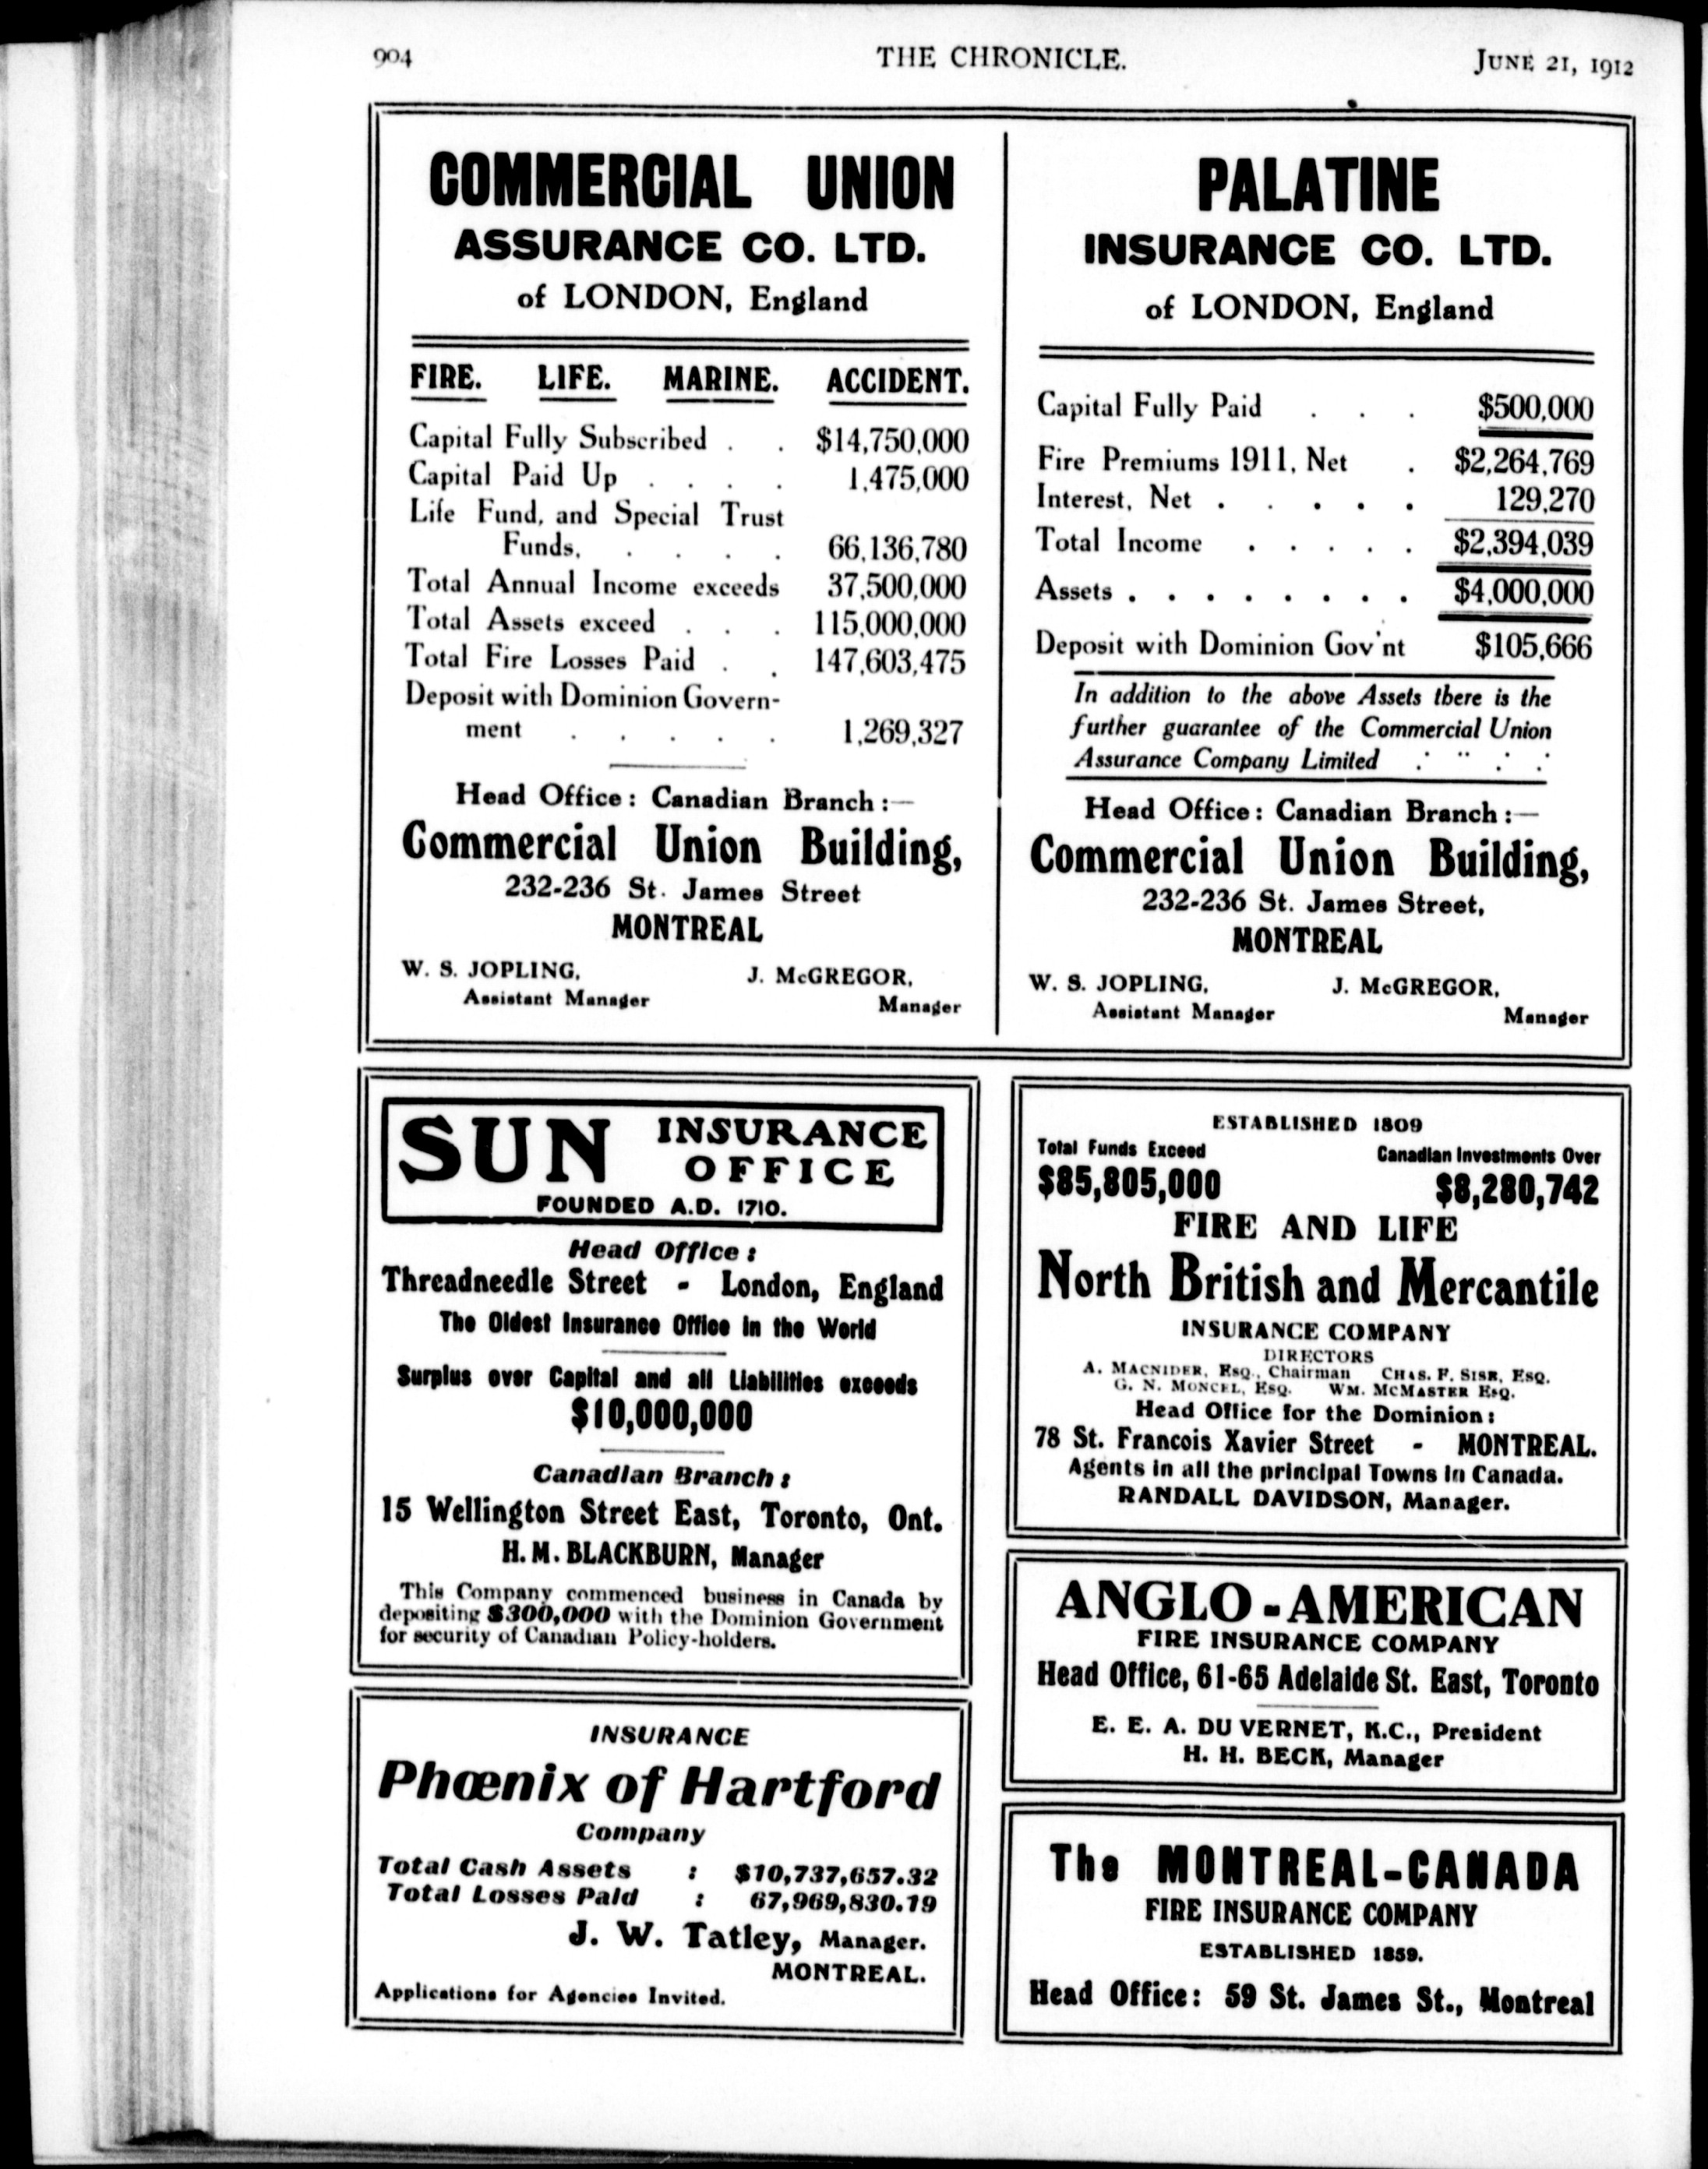 904 THE CHRONICLE. JUNE 21, 1912
COMMERCIAL UNION
ASSURANCE CO. LTD.
of LONDON, England
FIRE. LIFE. MARINE. ACCIDENT.
Capital Fully Subscribed . . $14,750,000
Capital Paid Up . . . . 1,475,000
Life Fund, and Special Trust
Funds, . . . . 66,136,780
Total Annual Income exceeds 37,500,000
Total Assets exceed . . . 115,000,000
Total Fire Losses Paid . . 147,603,475
Deposit with Dominion Govern-
ment . . . . . 1,269,327
Head Office: Canadian Branch:—
Commercial Union Building,
232-236 St. James Street
MONTREAL
W. S. JOPLING, J. McGREGOR,
Assistant Manager Manager
PALATINE
INSURANCE CO. LTD.
of LONDON, England
Capital Fully Paid . . . $500,000
Fire Premiums 1911, Net . $2,264,769
Interest, Net . . . . . . 129,270
Total Income . . . . . $2,394,039
Assets . . . . . . . . $4,000,000
Deposit with Dominion Gov'nt $105,666
In addition to the above Assets there is the
further guarantee of the Commercial Union
Assurance Company Limited
Head Office: Canadian Branch:—
Commercial Union Building,
232-236 St. James Street,
MONTREAL
W. S. JOPLING, J. McGREGOR,
Assistant Manager Manager
SUN INSURANCE
OFFICE
FOUNDED A.D. 1710.
Head Office:
Threadneedle Street - London, England
The Oldest Insurance Office in the World
Surplus over Capital and all Liabilities exceeds
$10,000,000
Canadian Branch:
15 Wellington Street East, Toronto, Ont.
H. M. BLACKBURN, Manager
This Company commenced business in Canada by
depositing $300,000 with the Dominion Government
for security of Canadian Policy-holders.
INSURANCE
Phœnix of Hartford
Company
Total Cash Assets : $10,737,657.32
Total Losses Paid : 67,969,830.19
J. W. Tatley, Manager.
MONTREAL.
Applications for Agencies Invited.
ESTABLISHED 1809
Total Funds Exceed Canadian Investments Over
$85,805,000 $8,280,742
FIRE AND LIFE
North British and Mercantile
INSURANCE COMPANY
DIRECTORS
A. MACNIDER, ESQ., Chairman CHAS. F. SISE, ESQ.
G. N. MONCEL, ESQ. WM. MCMASTER ESQ.
Head Office for the Dominion:
78 St. Francois Xavier Street - MONTREAL.
Agents in all the principal Towns in Canada.
RANDALL DAVIDSON, Manager.
ANGLO-AMERICAN
FIRE INSURANCE COMPANY
Head Office, 61-65 Adelaide St. East, Toronto
E. E. A. DU VERNET, K.C., President
H. H. BECK, Manager
The MONTREAL-CANADA
FIRE INSURANCE COMPANY
ESTABLISHED 1859.
Head Office: 59 St. James St., Montreal